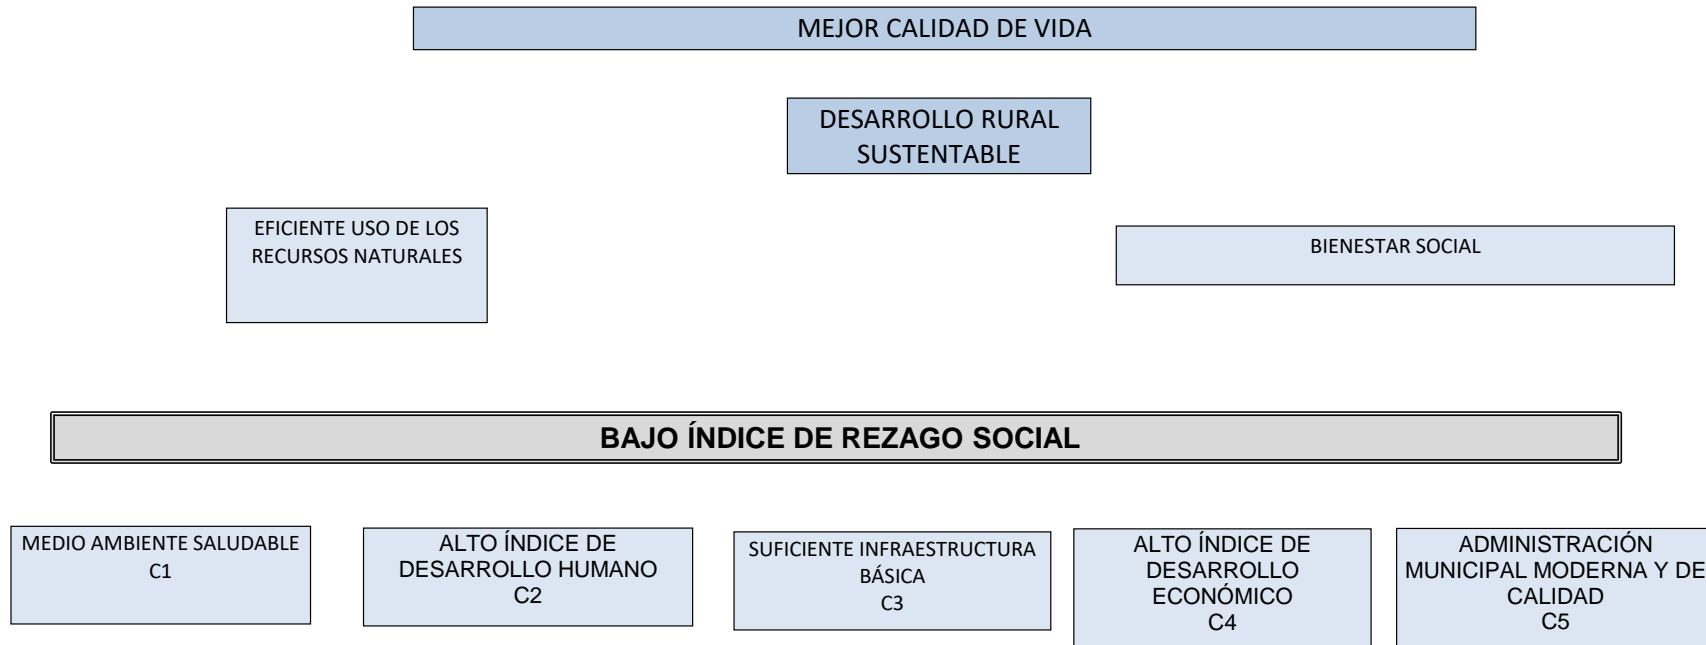 MEJOR CALIDAD DE VIDA
DESARROLLO RURAL
SUSTENTABLE
EFICIENTE USO DE LOS
RECURSOS NATURALES
BIENESTAR SOCIAL
BAJO ÍNDICE DE REZAGO SOCIAL
MEDIO AMBIENTE SALUDABLE
C1
ALTO ÍNDICE DE
DESARROLLO HUMANO
C2
SUFICIENTE INFRAESTRUCTURA
BÁSICA
C3
ALTO ÍNDICE DE
DESARROLLO
ECONÓMICO
C4
ADMINISTRACIÓN
MUNICIPAL MODERNA Y DE
CALIDAD
C5